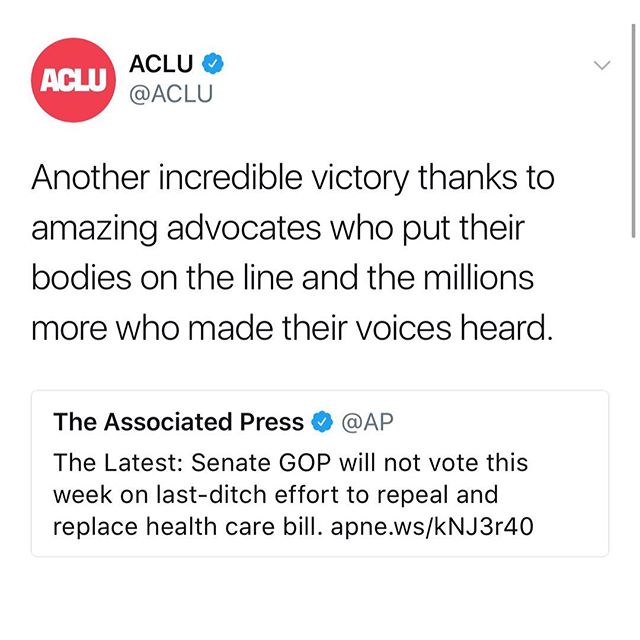 ACLU
ACLU
@ACLU
Another incredible victory thanks to
amazing advocates who put their
bodies on the line and the millions
more who made their voices heard.
The Associated Press @AP
The Latest: Senate GOP will not vote this
week on last-ditch effort to repeal and
replace health care bill. apne.ws/kNJ3r40